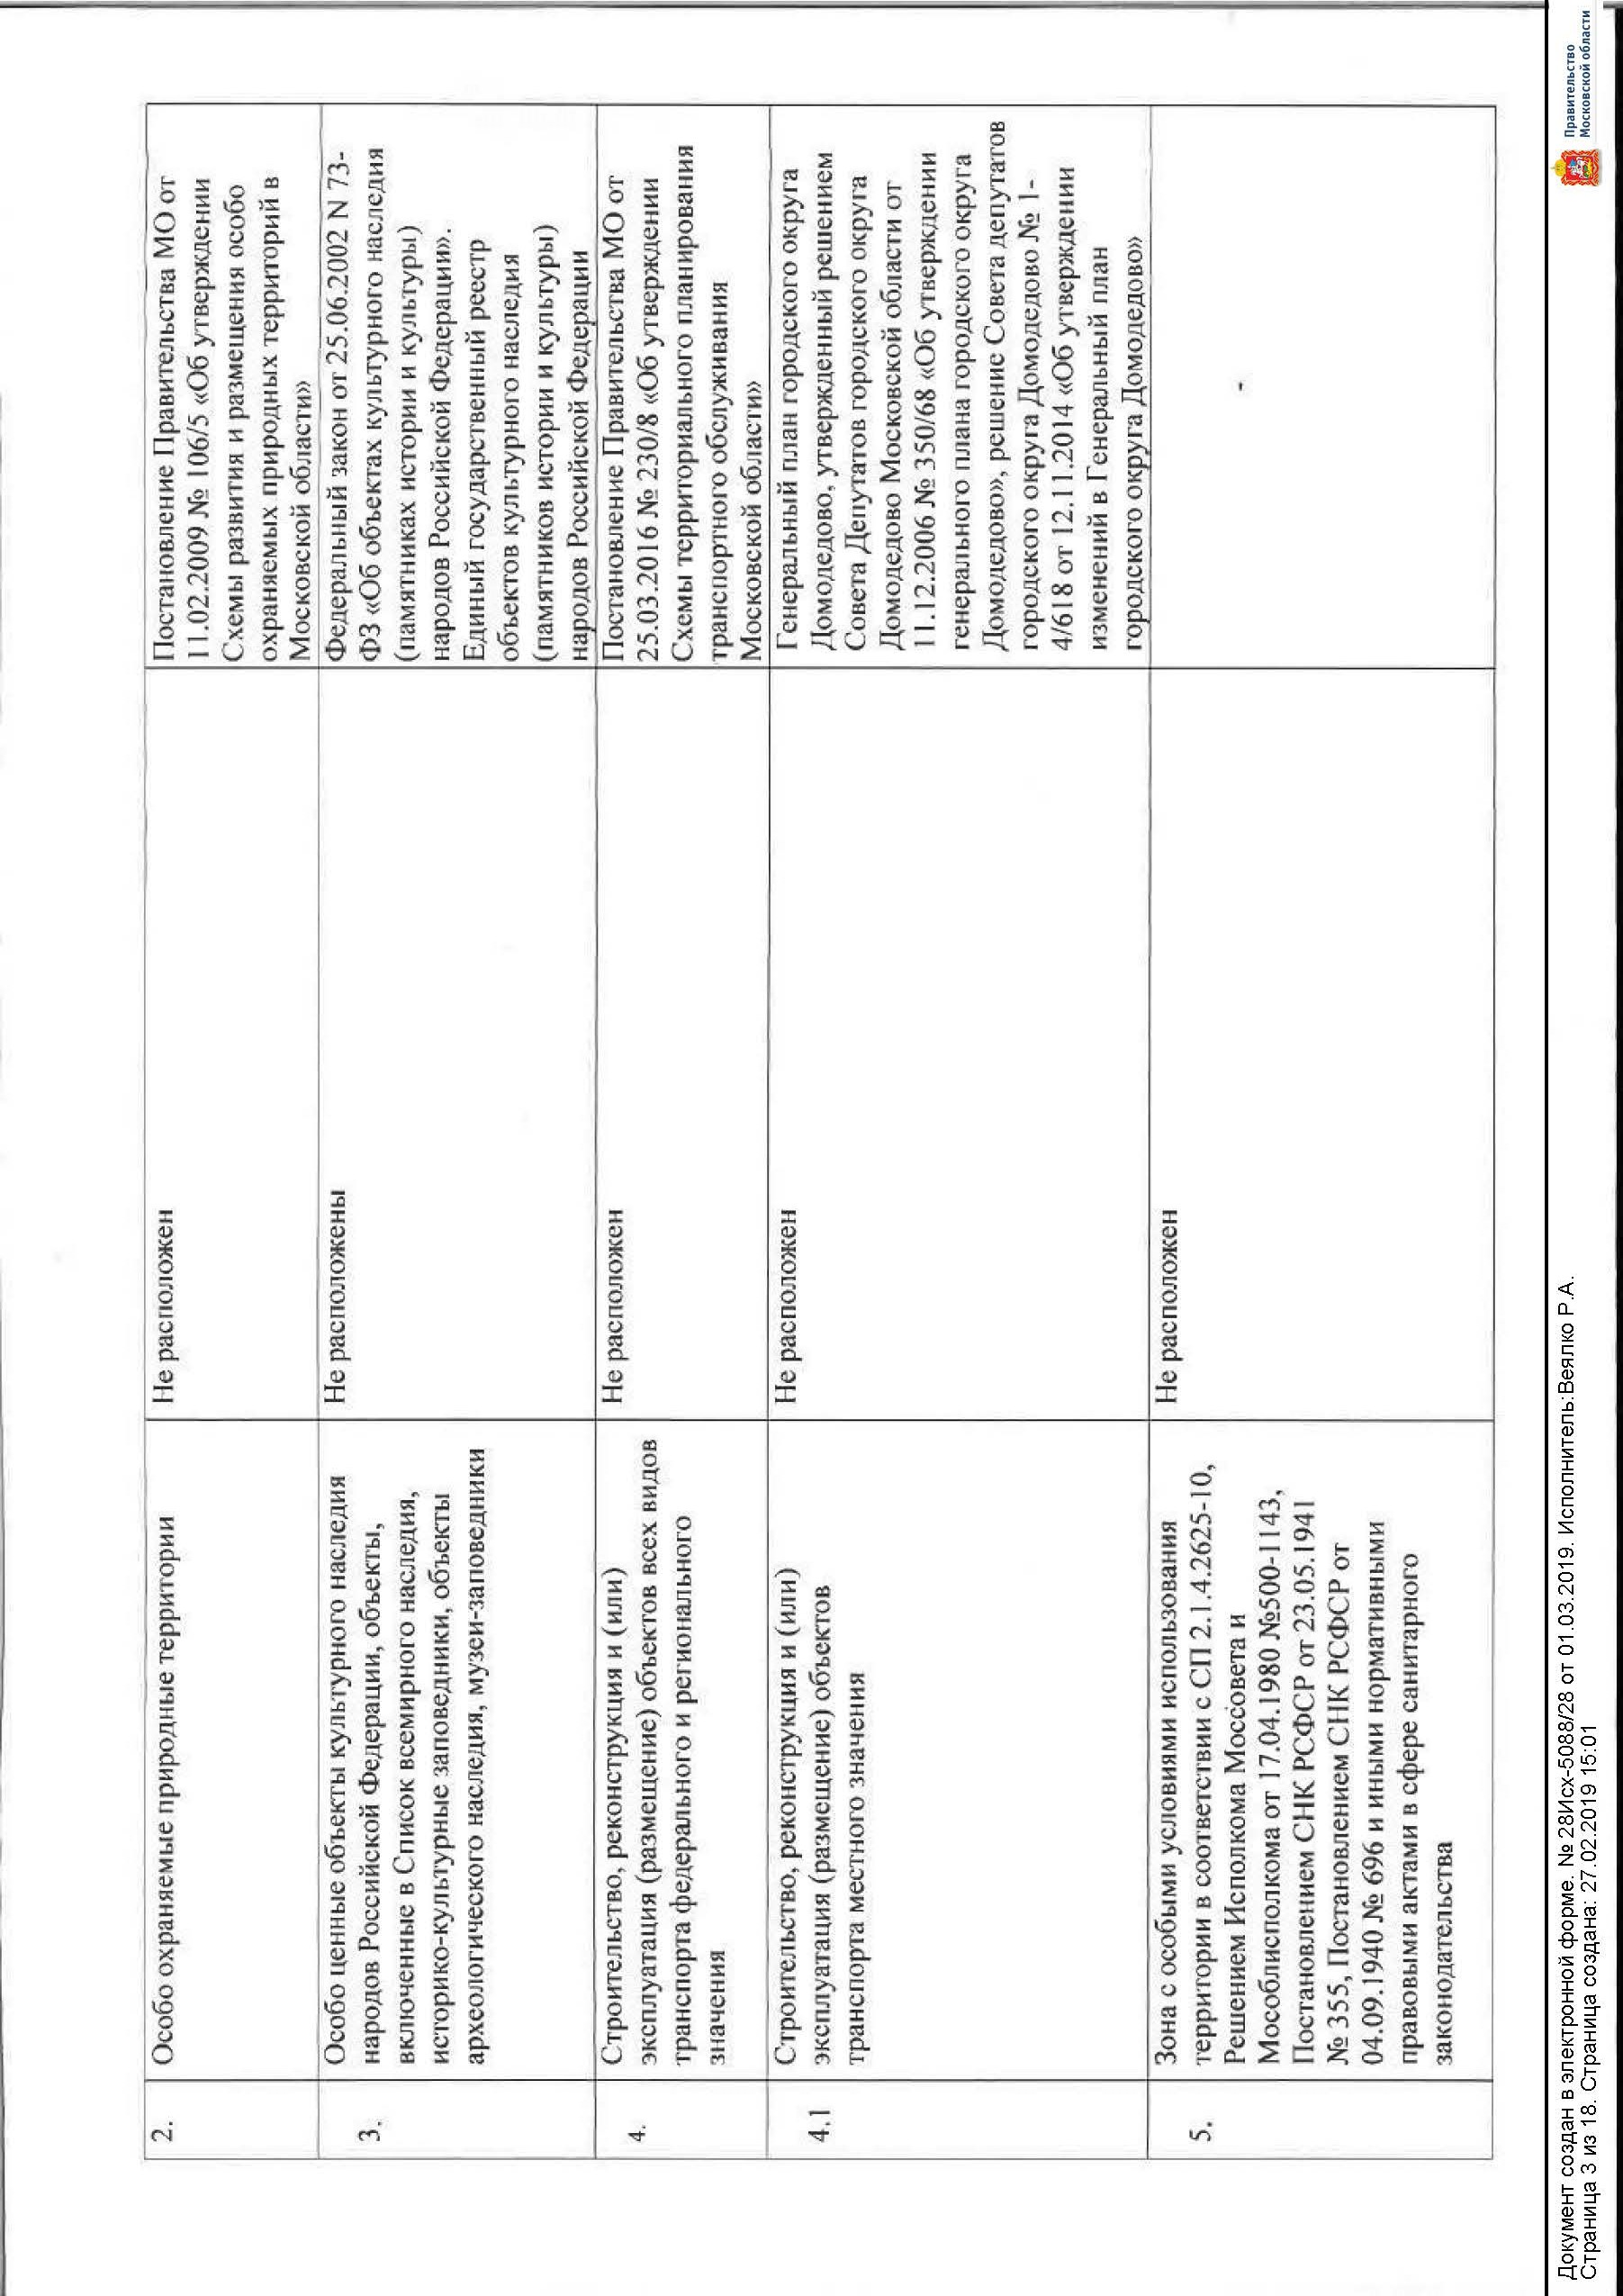 2.
Особо охраняемые природные территории
Не расположен
Постановление Правительства МО от
11.02.2009 № 106/5 «Об утверждении
Схемы развития и размещения особо
охраняемых природных территорий в
Московской области»
3.
Особо ценные объекты культурного наследия
народов Российской Федерации, объекты,
включенные в Список всемирного наследия,
историко-культурные заповедники, объекты
археологического наследия, музеи-заповедники
Не расположены
Федеральный закон от 25.06.2002 N 73-
ФЗ «Об объектах культурного наследия
(памятниках истории и культуры)
народов Российской Федерации».
Единый государственный реестр
объектов культурного наследия
(памятников истории и культуры)
народов Российской Федерации
4.
Строительство, реконструкция и (или)
эксплуатация (размещение) объектов всех видов
транспорта федерального и регионального
значения
Не расположен
Постановление Правительства МО от
25.03.2016 № 230/8 «Об утверждении
Схемы территориального планирования
транспортного обслуживания
Московской области»
4.1
Строительство, реконструкция и (или)
эксплуатация (размещение) объектов
транспорта местного значения
Не расположен
Генеральный план городского округа
Домодедово, утвержденный решением
Совета Депутатов городского округа
Домодедово Московской области от
11.12.2006 № 350/68 «Об утверждении
генерального плана городского округа
Домодедово», решение Совета депутатов
городского округа Домодедово № 1-
4/618 от 12.11.2014 «Об утверждении
изменений в Генеральный план
городского округа Домодедово»
5.
Зона с особыми условиями использования
территории в соответствии с СП 2.1.4.2625-10,
Решением Исполкома Моссовета и
Мособлисполкома от 17.04.1980 №500-1143,
Постановлением СНК РСФСР от 23.05.1941
№ 355, Постановлением СНК РСФСР от
04.09.1940 № 696 и иными нормативными
правовыми актами в сфере санитарного
законодательства
Не расположен
-
Документ создан в электронной форме. № 28Исх-5088/28 от 01.03.2019. Исполнитель:Веялко Р.А.
Страница 3 из 18. Страница создана: 27.02.2019 15:01
Правительство
Московской области